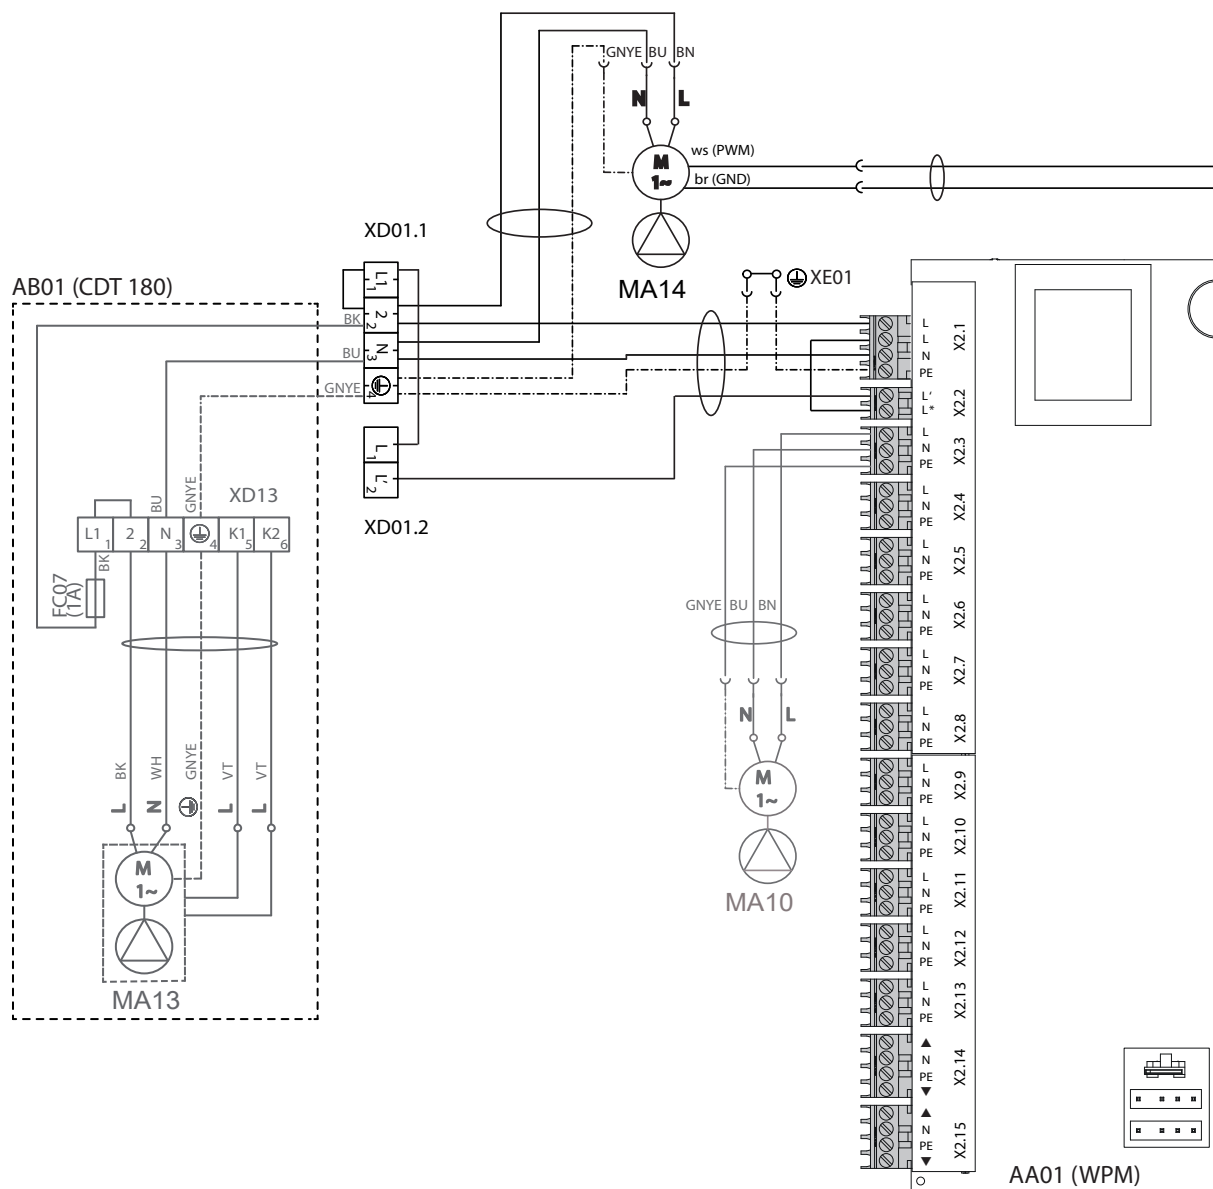 GNYE BU BN
N L
M
1~
ws (PWM)
br (GND)
MA14
XD01.1
AB01 (CDT 180)
L1 1
2 2
N 3
4
BK
BU
GNYE
L 1
L' 2
XD01.2
XE01
BU
GNYE
XD13
L1 1
2 2
N 3
4
K1 5
K2 6
BK
FC07
(1A)
BK
WH
GNYE
VT
VT
L
N
L
L
M
1~
MA13
GNYE BU BN
N L
M
1~
MA10
L
L
N
PE
X2.1
L'
L*
X2.2
L
N
PE
X2.3
L
N
PE
X2.4
L
N
PE
X2.5
L
N
PE
X2.6
L
N
PE
X2.7
L
N
PE
X2.8
L
N
PE
X2.9
L
N
PE
X2.10
L
N
PE
X2.11
L
N
PE
X2.12
L
N
PE
X2.13
▲
N
PE
▼
X2.14
▲
N
PE
▼
X2.15
AA01 (WPM)